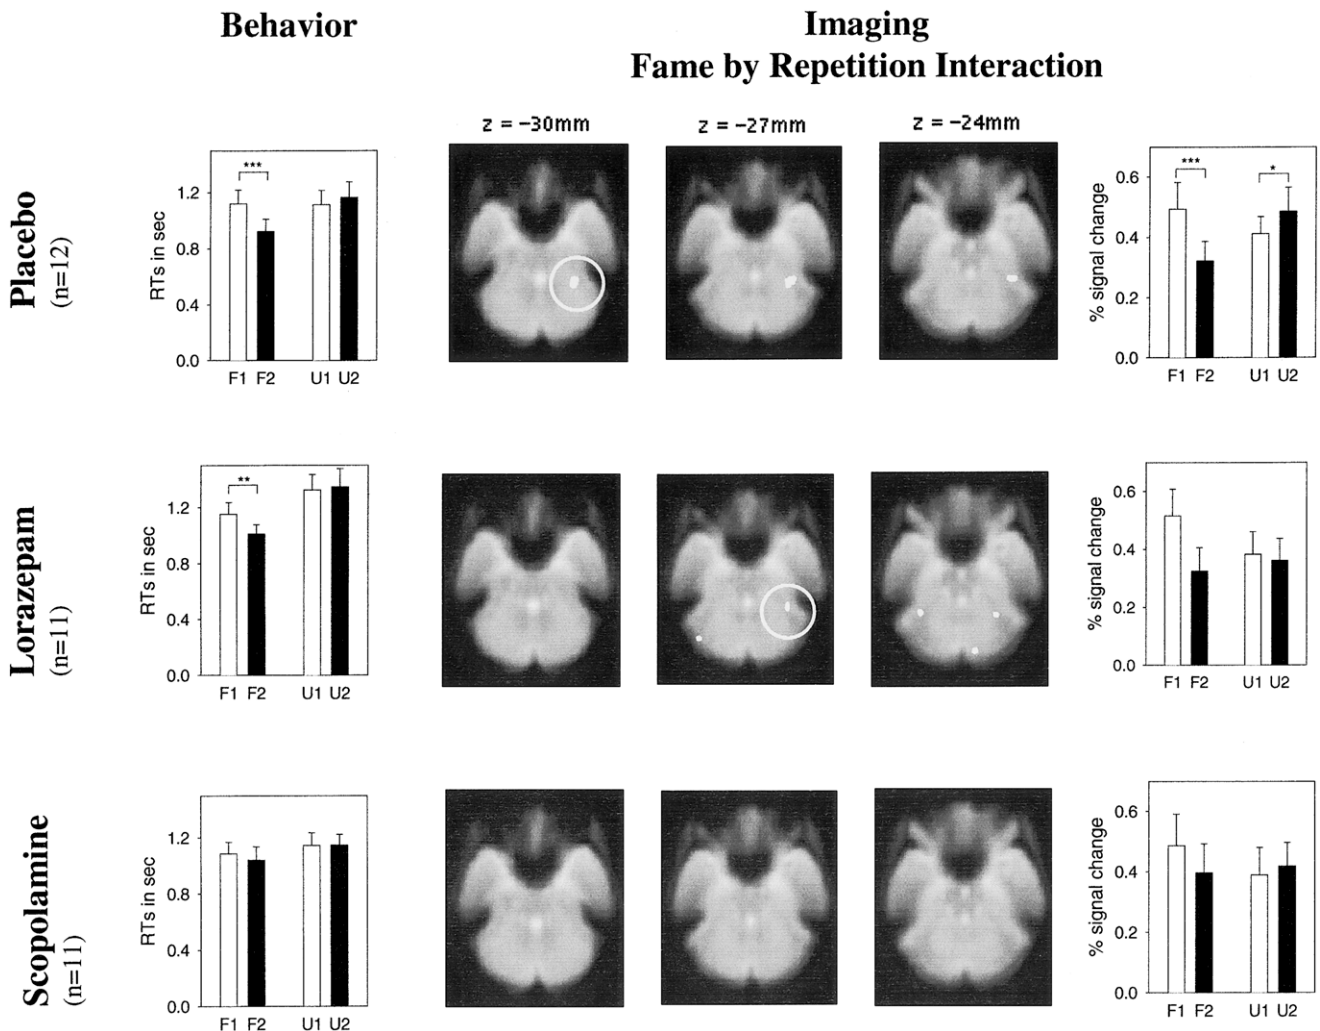 Behavior
Imaging
Fame by Repetition Interaction
z = -30mm
z = -27mm
z = -24mm
Placebo
(n=12)
RTs in sec
1.2
0.8
0.4
0.0
***
F1 F2 U1 U2
% signal change
0.6
0.4
0.2
0.0
***
*
F1 F2 U1 U2
Lorazepam
(n=11)
RTs in sec
1.2
0.8
0.4
0.0
**
F1 F2 U1 U2
% signal change
0.6
0.4
0.2
0.0
F1 F2 U1 U2
Scopolamine
(n=11)
RTs in sec
1.2
0.8
0.4
0.0
F1 F2 U1 U2
% signal change
0.6
0.4
0.2
0.0
F1 F2 U1 U2